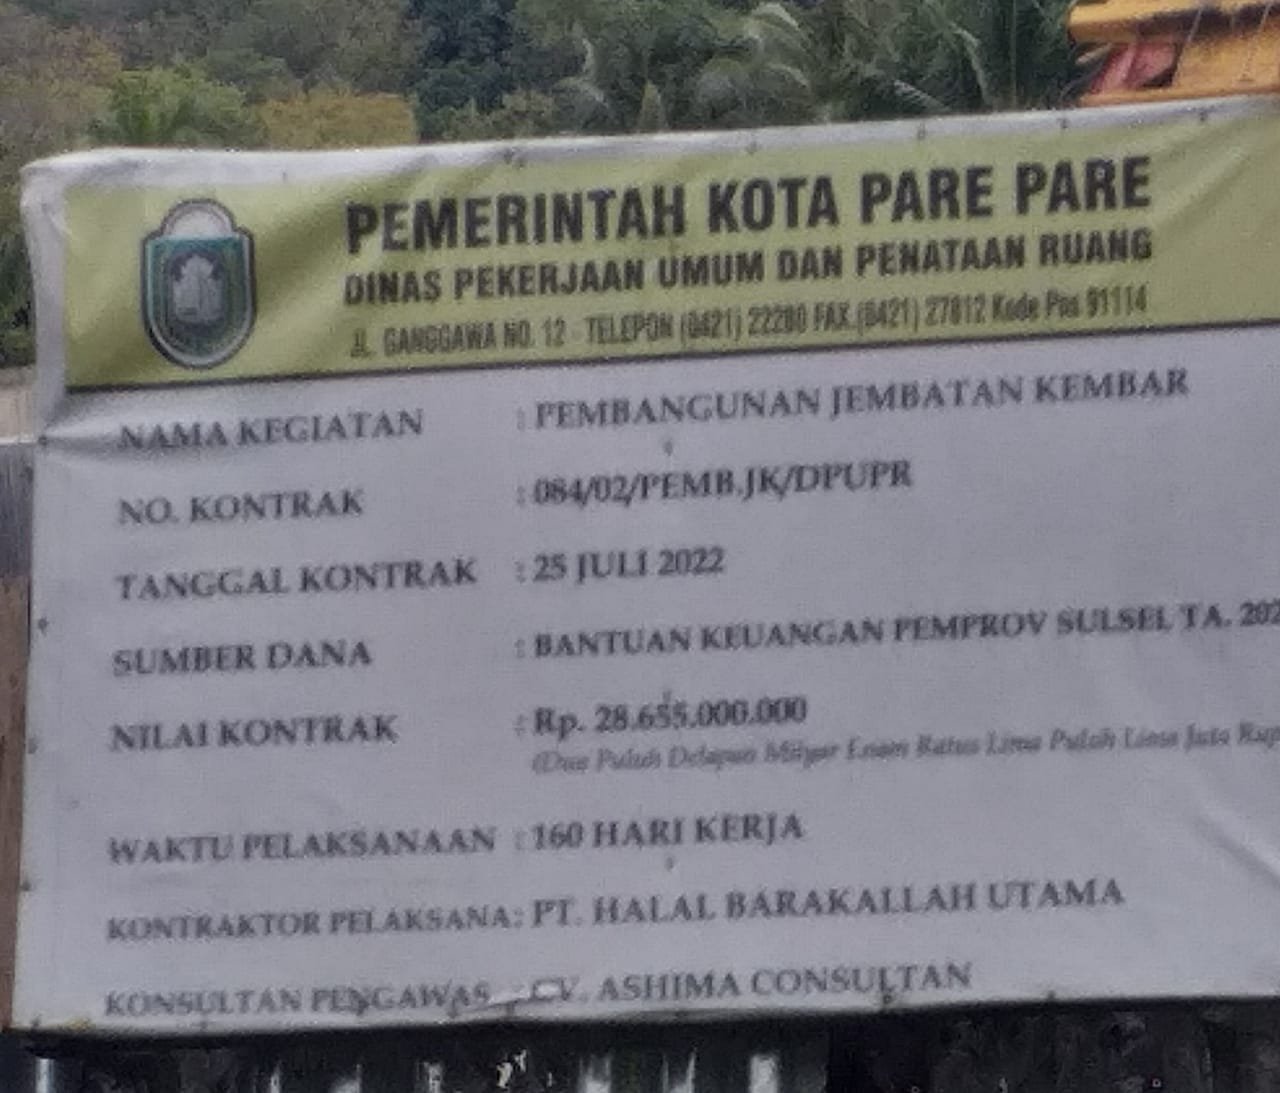 PEMERINTAH KOTA PARE PARE
DINAS PEKERJAAN UMUM DAN PENATAAN RUANG
JL. GANGGAWA NO. 12 - TELEPON (0421) 22280 FAX.(0421) 27812 Kode Pos 91114
NAMA KEGIATAN : PEMBANGUNAN JEMBATAN KEMBAR
NO. KONTRAK : 084/02/PEMB.JK/DPUPR
TANGGAL KONTRAK : 25 JULI 2022
SUMBER DANA : BANTUAN KEUANGAN PEMPROV SULSEL TA. 202
NILAI KONTRAK : Rp. 28.655.000.000
(Dua Puluh Delapan Milyar Enam Ratus Lima Puluh Lima Juta Rup
WAKTU PELAKSANAAN : 160 HARI KERJA
KONTRAKTOR PELAKSANA : PT. HALAL BARAKALLAH UTAMA
KONSULTAN PENGAWAS : CV. ASHIMA CONSULTAN